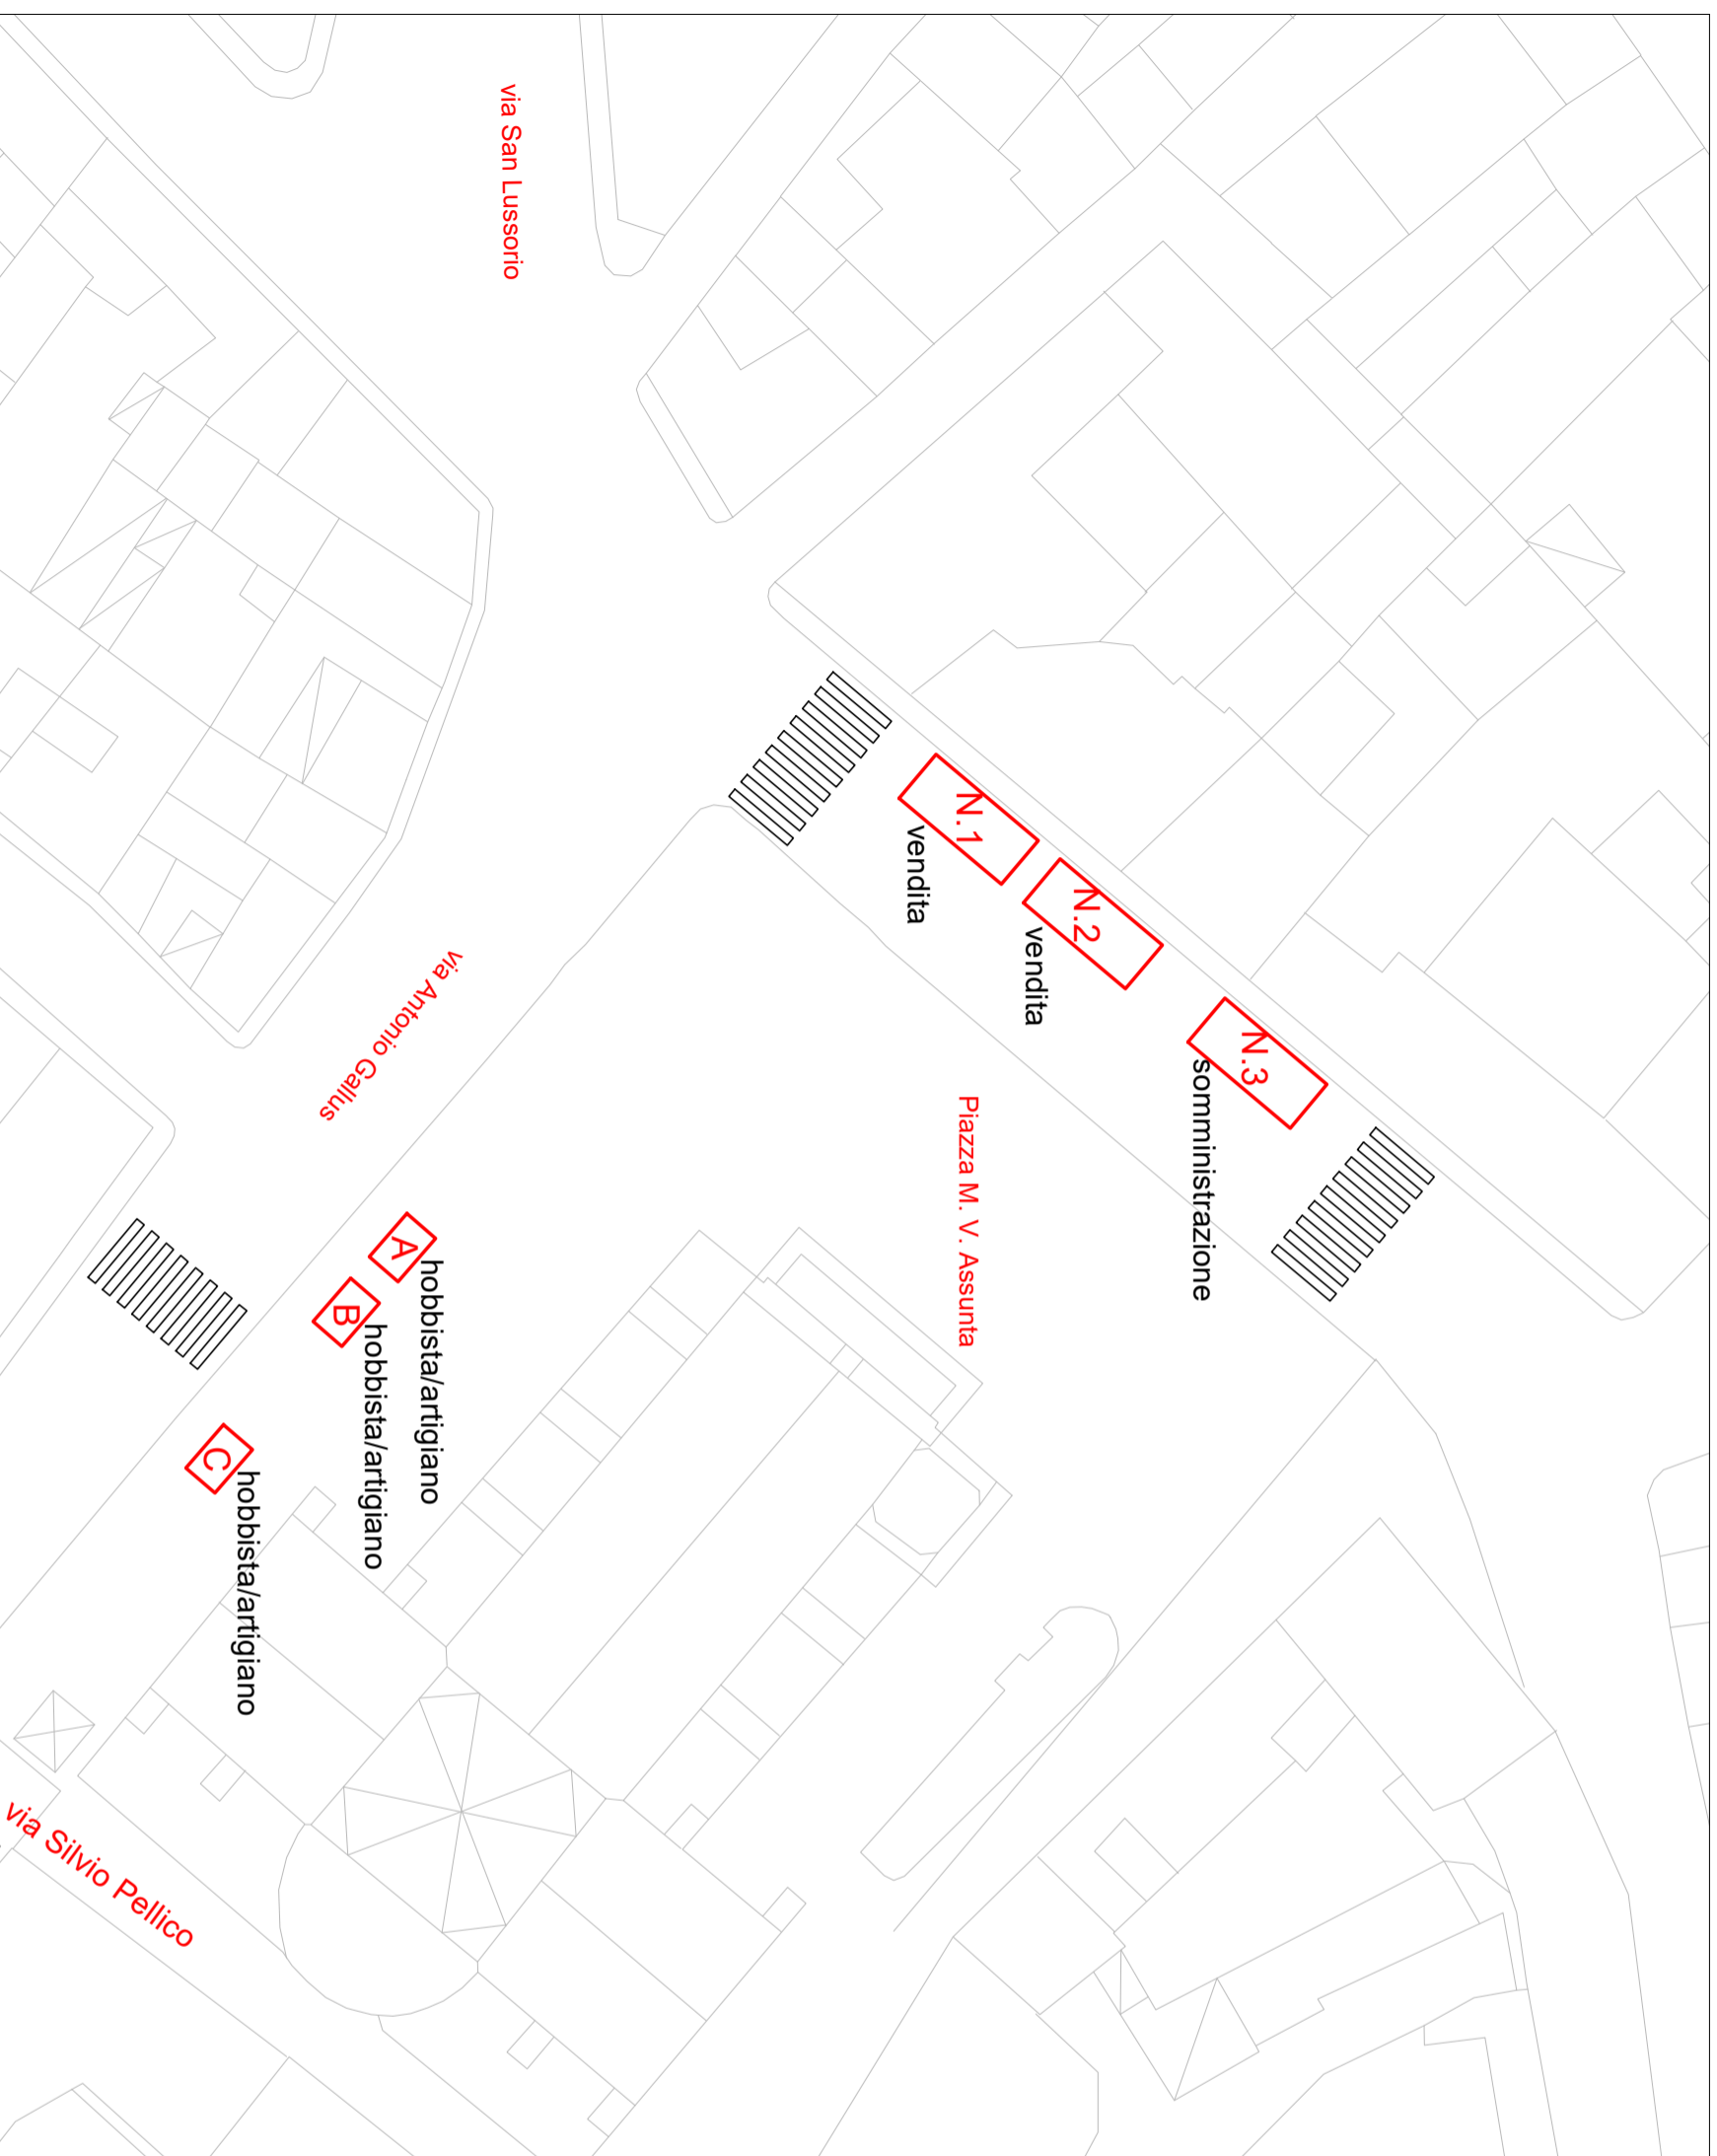 via San Lussorio
N.1
vendita
N.2
vendita
N.3
somministrazione
via Antonio Gallus
Piazza M. V. Assunta
A
hobbista/artigiano
B
hobbista/artigiano
C
hobbista/artigiano
via Silvio Pellico